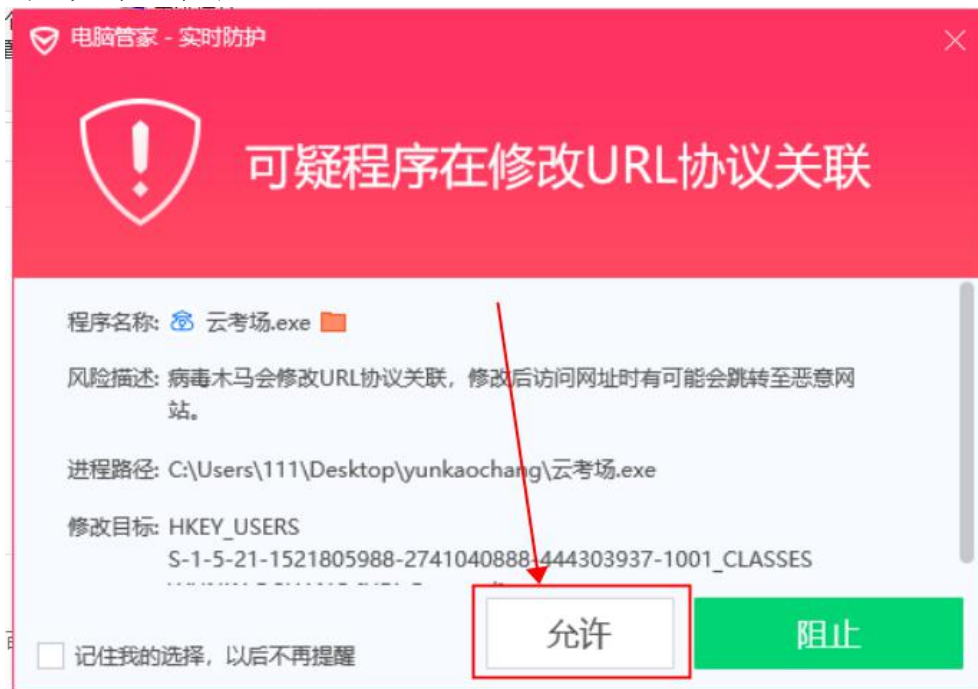 电脑管家 - 实时防护
可疑程序在修改URL协议关联
程序名称: 云考场.exe
风险描述: 病毒木马会修改URL协议关联，修改后访问网址时有可能会跳转至恶意网
站。
进程路径: C:\Users\111\Desktop\yunkaochang\云考场.exe
修改目标: HKEY_USERS
S-1-5-21-1521805988-2741040888-444303937-1001_CLASSES
记住我的选择，以后不再提醒
允许
阻止